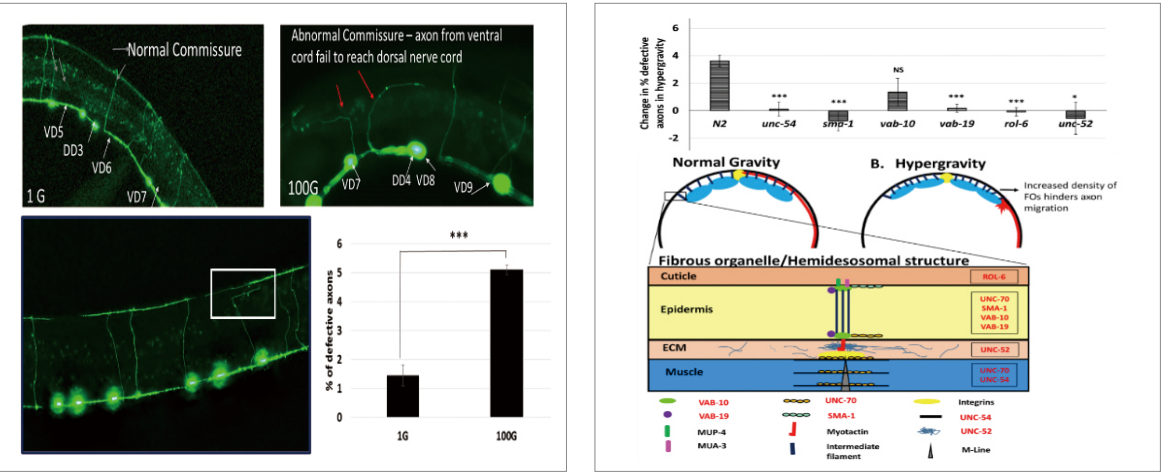 Normal Commissure
VD5
DD3
VD6
VD7
1 G
Abnormal Commissure – axon from ventral
cord fail to reach dorsal nerve cord
VD7
DD4
VD8
VD9
100G
% of defective axons
6
5
4
3
2
1
0
***
1G
100G
Change in % defective
axons in hypergravity
6
4
2
0
-2
NS
***
***
***
***
*
N2
unc-54
sma-1
vab-10
vab-19
rol-6
unc-52
Normal Gravity
B. Hypergravity
Increased density of
FOs hinders axon
migration
Fibrous organelle/Hemidesosomal structure
Cuticle
ROL-6
Epidermis
UNC-70
SMA-1
VAB-10
VAB-19
ECM
UNC-52
Muscle
UNC-70
UNC-54
VAB-10
UNC-70
Integrins
VAB-19
SMA-1
UNC-54
MUP-4
Myotactin
UNC-52
MUA-3
Intermediate
filament
M-Line